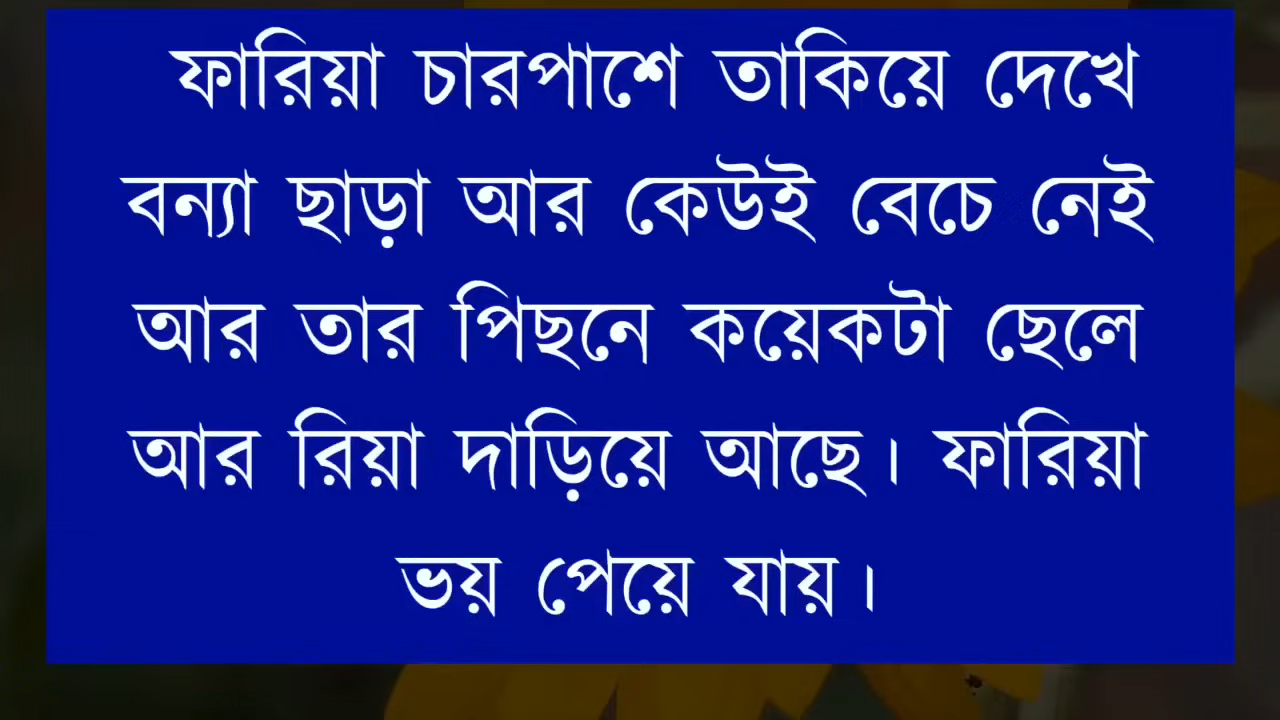 ফারিয়া চারপাশে তাকিয়ে দেখে
বন্যা ছাড়া আর কেউই বেচে নেই
আর তার পিছনে কয়েকটা ছেলে
আর রিয়া দাড়িয়ে আছে। ফারিয়া
ভয় পেয়ে যায়।